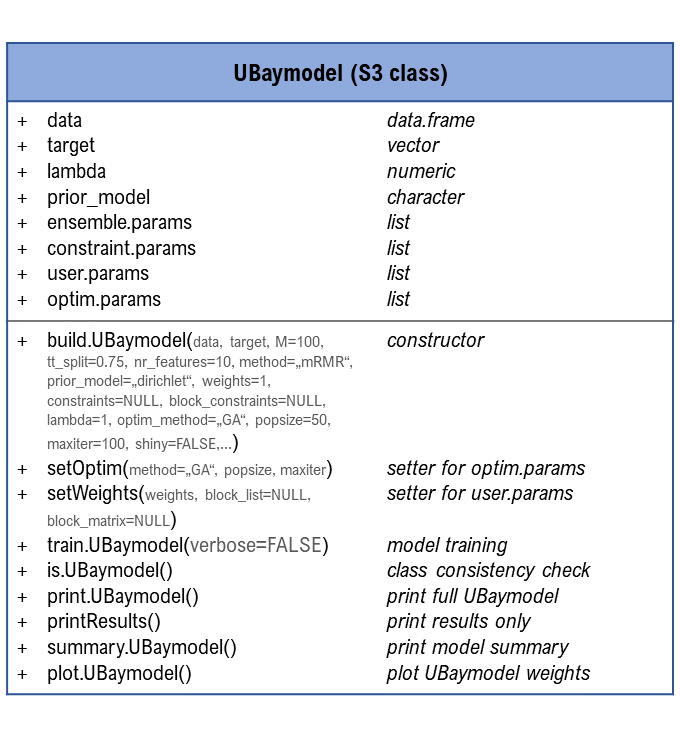 UBaymodel (S3 class)
+ data data.frame
+ target vector
+ lambda numeric
+ prior_model character
+ ensemble.params list
+ constraint.params list
+ user.params list
+ optim.params list
+ build.UBaymodel(data, target, M=100, constructor
tt_split=0.75, nr_features=10, method=„mRMR“,
prior_model=„dirichlet“, weights=1,
constraints=NULL, block_constraints=NULL,
lambda=1, optim_method=„GA“, popsize=50,
maxiter=100, shiny=FALSE,...)
+ setOptim(method=„GA“, popsize, maxiter) setter for optim.params
+ setWeights(weights, block_list=NULL, setter for user.params
block_matrix=NULL)
+ train.UBaymodel(verbose=FALSE) model training
+ is.UBaymodel() class consistency check
+ print.UBaymodel() print full UBaymodel
+ printResults() print results only
+ summary.UBaymodel() print model summary
+ plot.UBaymodel() plot UBaymodel weights